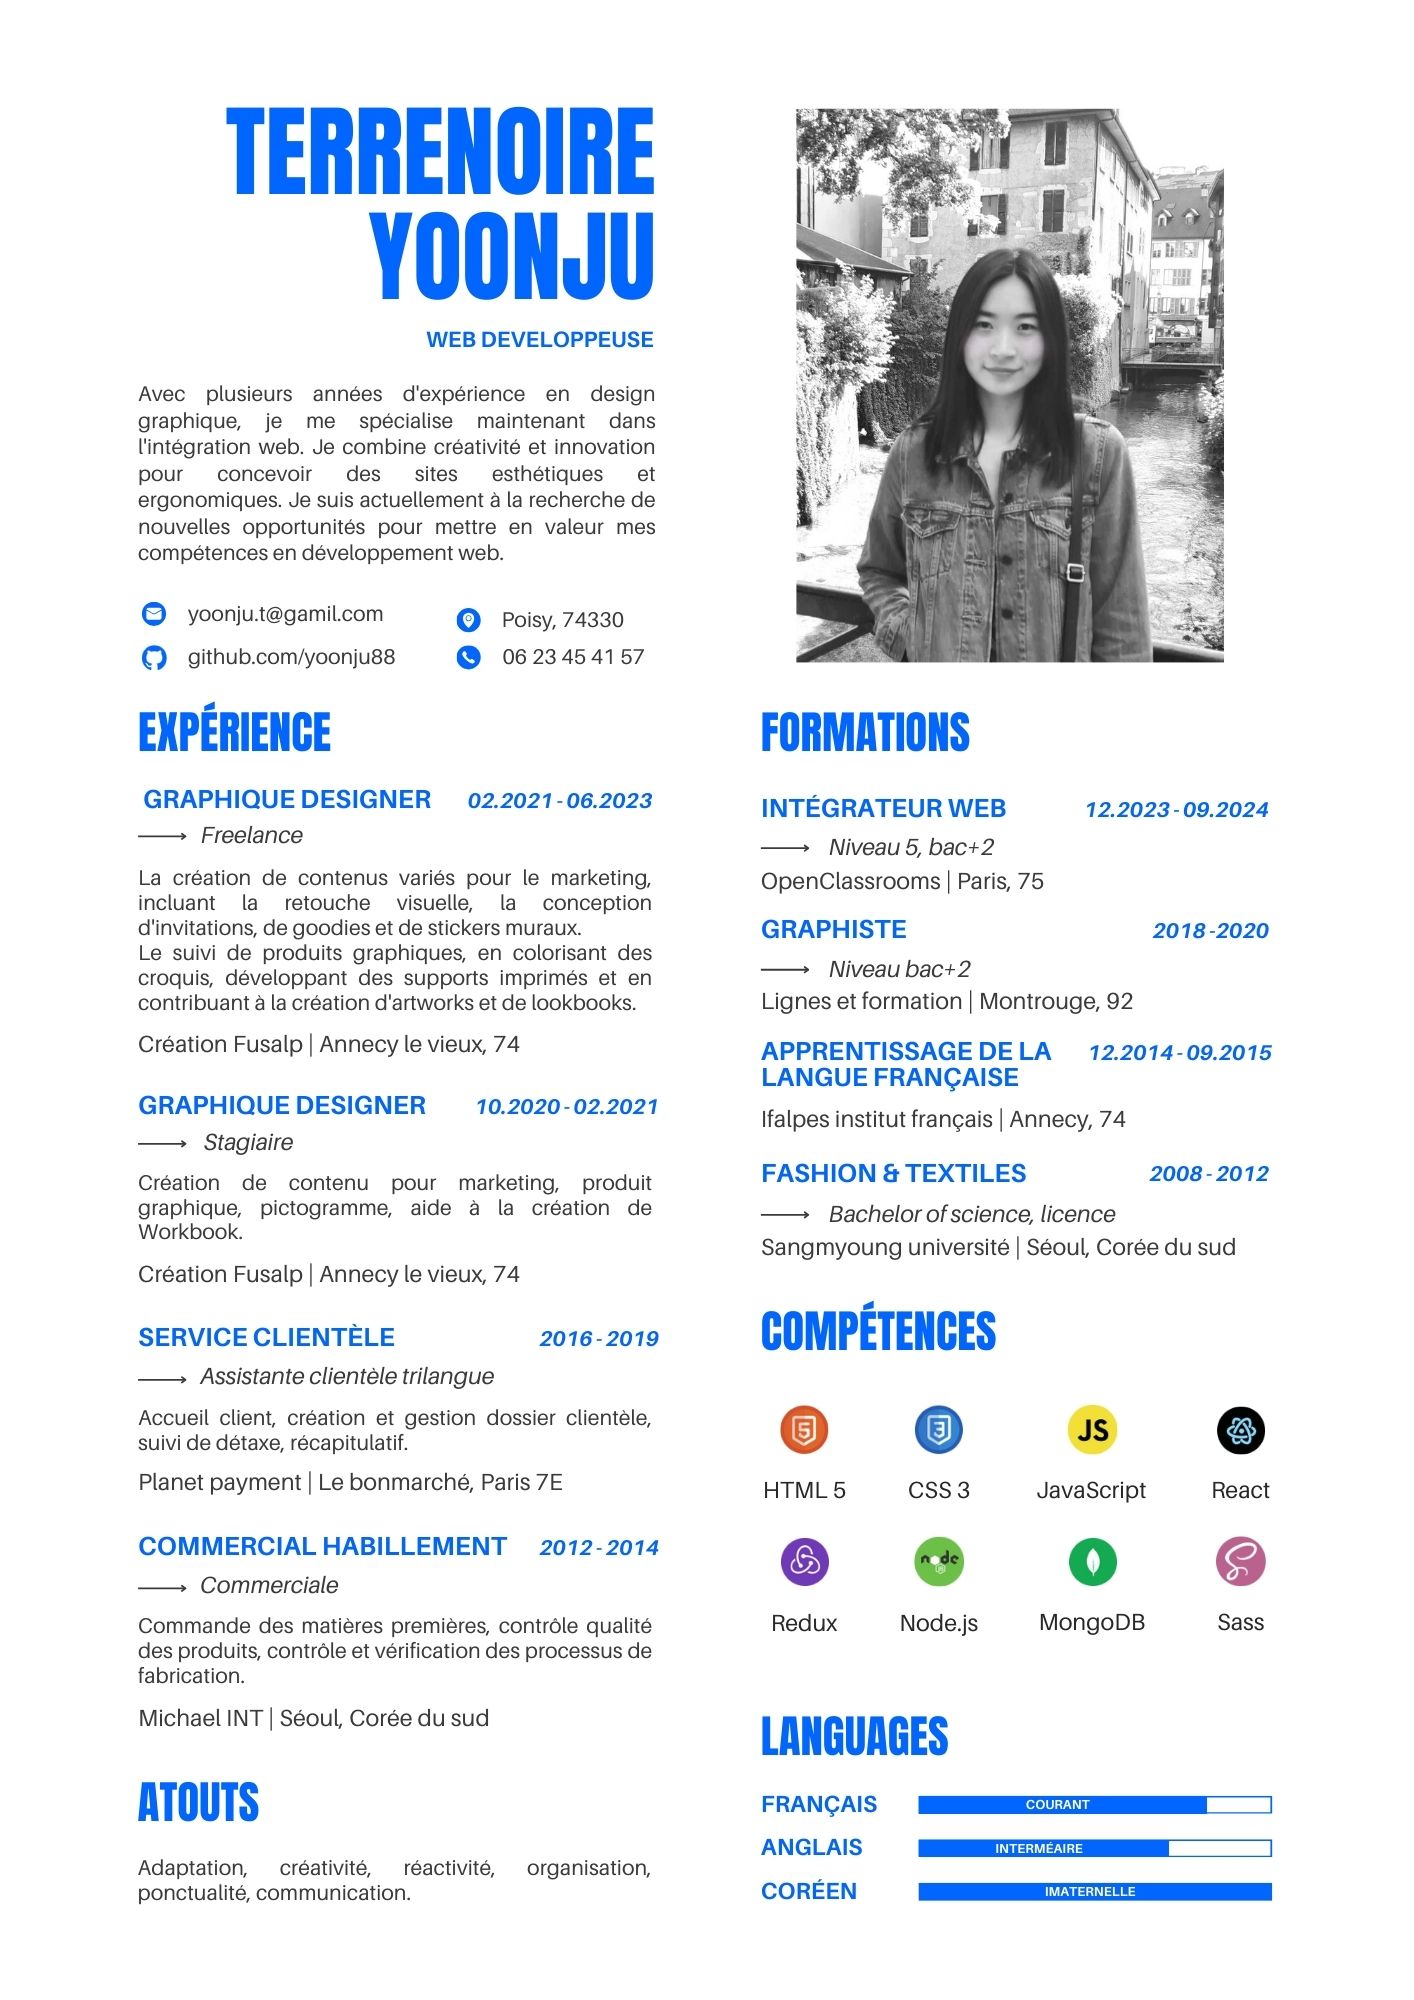 TERRENOIRE
YOONJU
WEB DEVELOPPEUSE
Avec plusieurs années d'expérience en design
graphique, je me spécialise maintenant dans
l'intégration web. Je combine créativité et innovation
pour concevoir des sites esthétiques et
ergonomiques. Je suis actuellement à la recherche de
nouvelles opportunités pour mettre en valeur mes
compétences en développement web.
yoonju.t@gamil.com
Poisy, 74330
github.com/yoonju88
06 23 45 41 57
EXPÉRIENCE
GRAPHIQUE DESIGNER 02.2021 - 06.2023
Freelance
La création de contenus variés pour le marketing,
incluant la retouche visuelle, la conception
d'invitations, de goodies et de stickers muraux.
Le suivi de produits graphiques, en colorisant des
croquis, développant des supports imprimés et en
contribuant à la création d'artworks et de lookbooks.
Création Fusalp | Annecy le vieux, 74
GRAPHIQUE DESIGNER 10.2020 - 02.2021
Stagiaire
Création de contenu pour marketing, produit
graphique, pictogramme, aide à la création de
Workbook.
Création Fusalp | Annecy le vieux, 74
SERVICE CLIENTÈLE 2016 - 2019
Assistante clientèle trilangue
Accueil client, création et gestion dossier clientèle,
suivi de détaxe, récapitulatif.
Planet payment | Le bonmarché, Paris 7E
COMMERCIAL HABILLEMENT 2012 - 2014
Commerciale
Commande des matières premières, contrôle qualité
des produits, contrôle et vérification des processus de
fabrication.
Michael INT | Séoul, Corée du sud
ATOUTS
Adaptation, créativité, réactivité, organisation,
ponctualité, communication.
FORMATIONS
INTÉGRATEUR WEB 12.2023 - 09.2024
Niveau 5, bac+2
OpenClassrooms | Paris, 75
GRAPHISTE 2018 -2020
Niveau bac+2
Lignes et formation | Montrouge, 92
APPRENTISSAGE DE LA 12.2014 - 09.2015
LANGUE FRANÇAISE
Ifalpes institut français | Annecy, 74
FASHION & TEXTILES 2008 - 2012
Bachelor of science, licence
Sangmyoung université | Séoul, Corée du sud
COMPÉTENCES
5 3 JS
HTML 5 CSS 3 JavaScript React
node JS
Redux Node.js MongoDB Sass
LANGUAGES
FRANÇAIS COURANT
ANGLAIS INTERMÉAIRE
CORÉEN IMATERNELLE